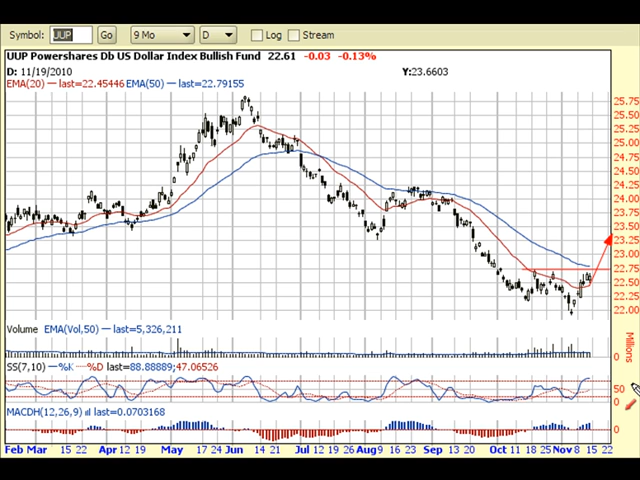 Symbol: UUP Go 9 Mo D Log Stream
UUP Powershares Db US Dollar Index Bullish Fund 22.61 -0.03 -0.13%
D: 11/19/2010 Y:23.6603
EMA(20) — last=22.45446 EMA(50) — last=22.79155
25.75
25.50
25.25
25.00
24.75
24.50
24.25
24.00
23.75
23.50
23.25
23.00
22.75
22.50
22.25
22.00
Volume EMA(Vol,50) — last=5,326,211
Millions
0
SS(7,10) —%K —%D last=88.88889;47.06526
50
0
MACDH(12,26,9) last=0.0703168
0
Feb Mar 15 22 Apr 12 19 May 17 24 Jun 14 21 Jul 12 19 Aug 9 16 Sep 13 20 Oct 11 18 25 Nov 8 15 22